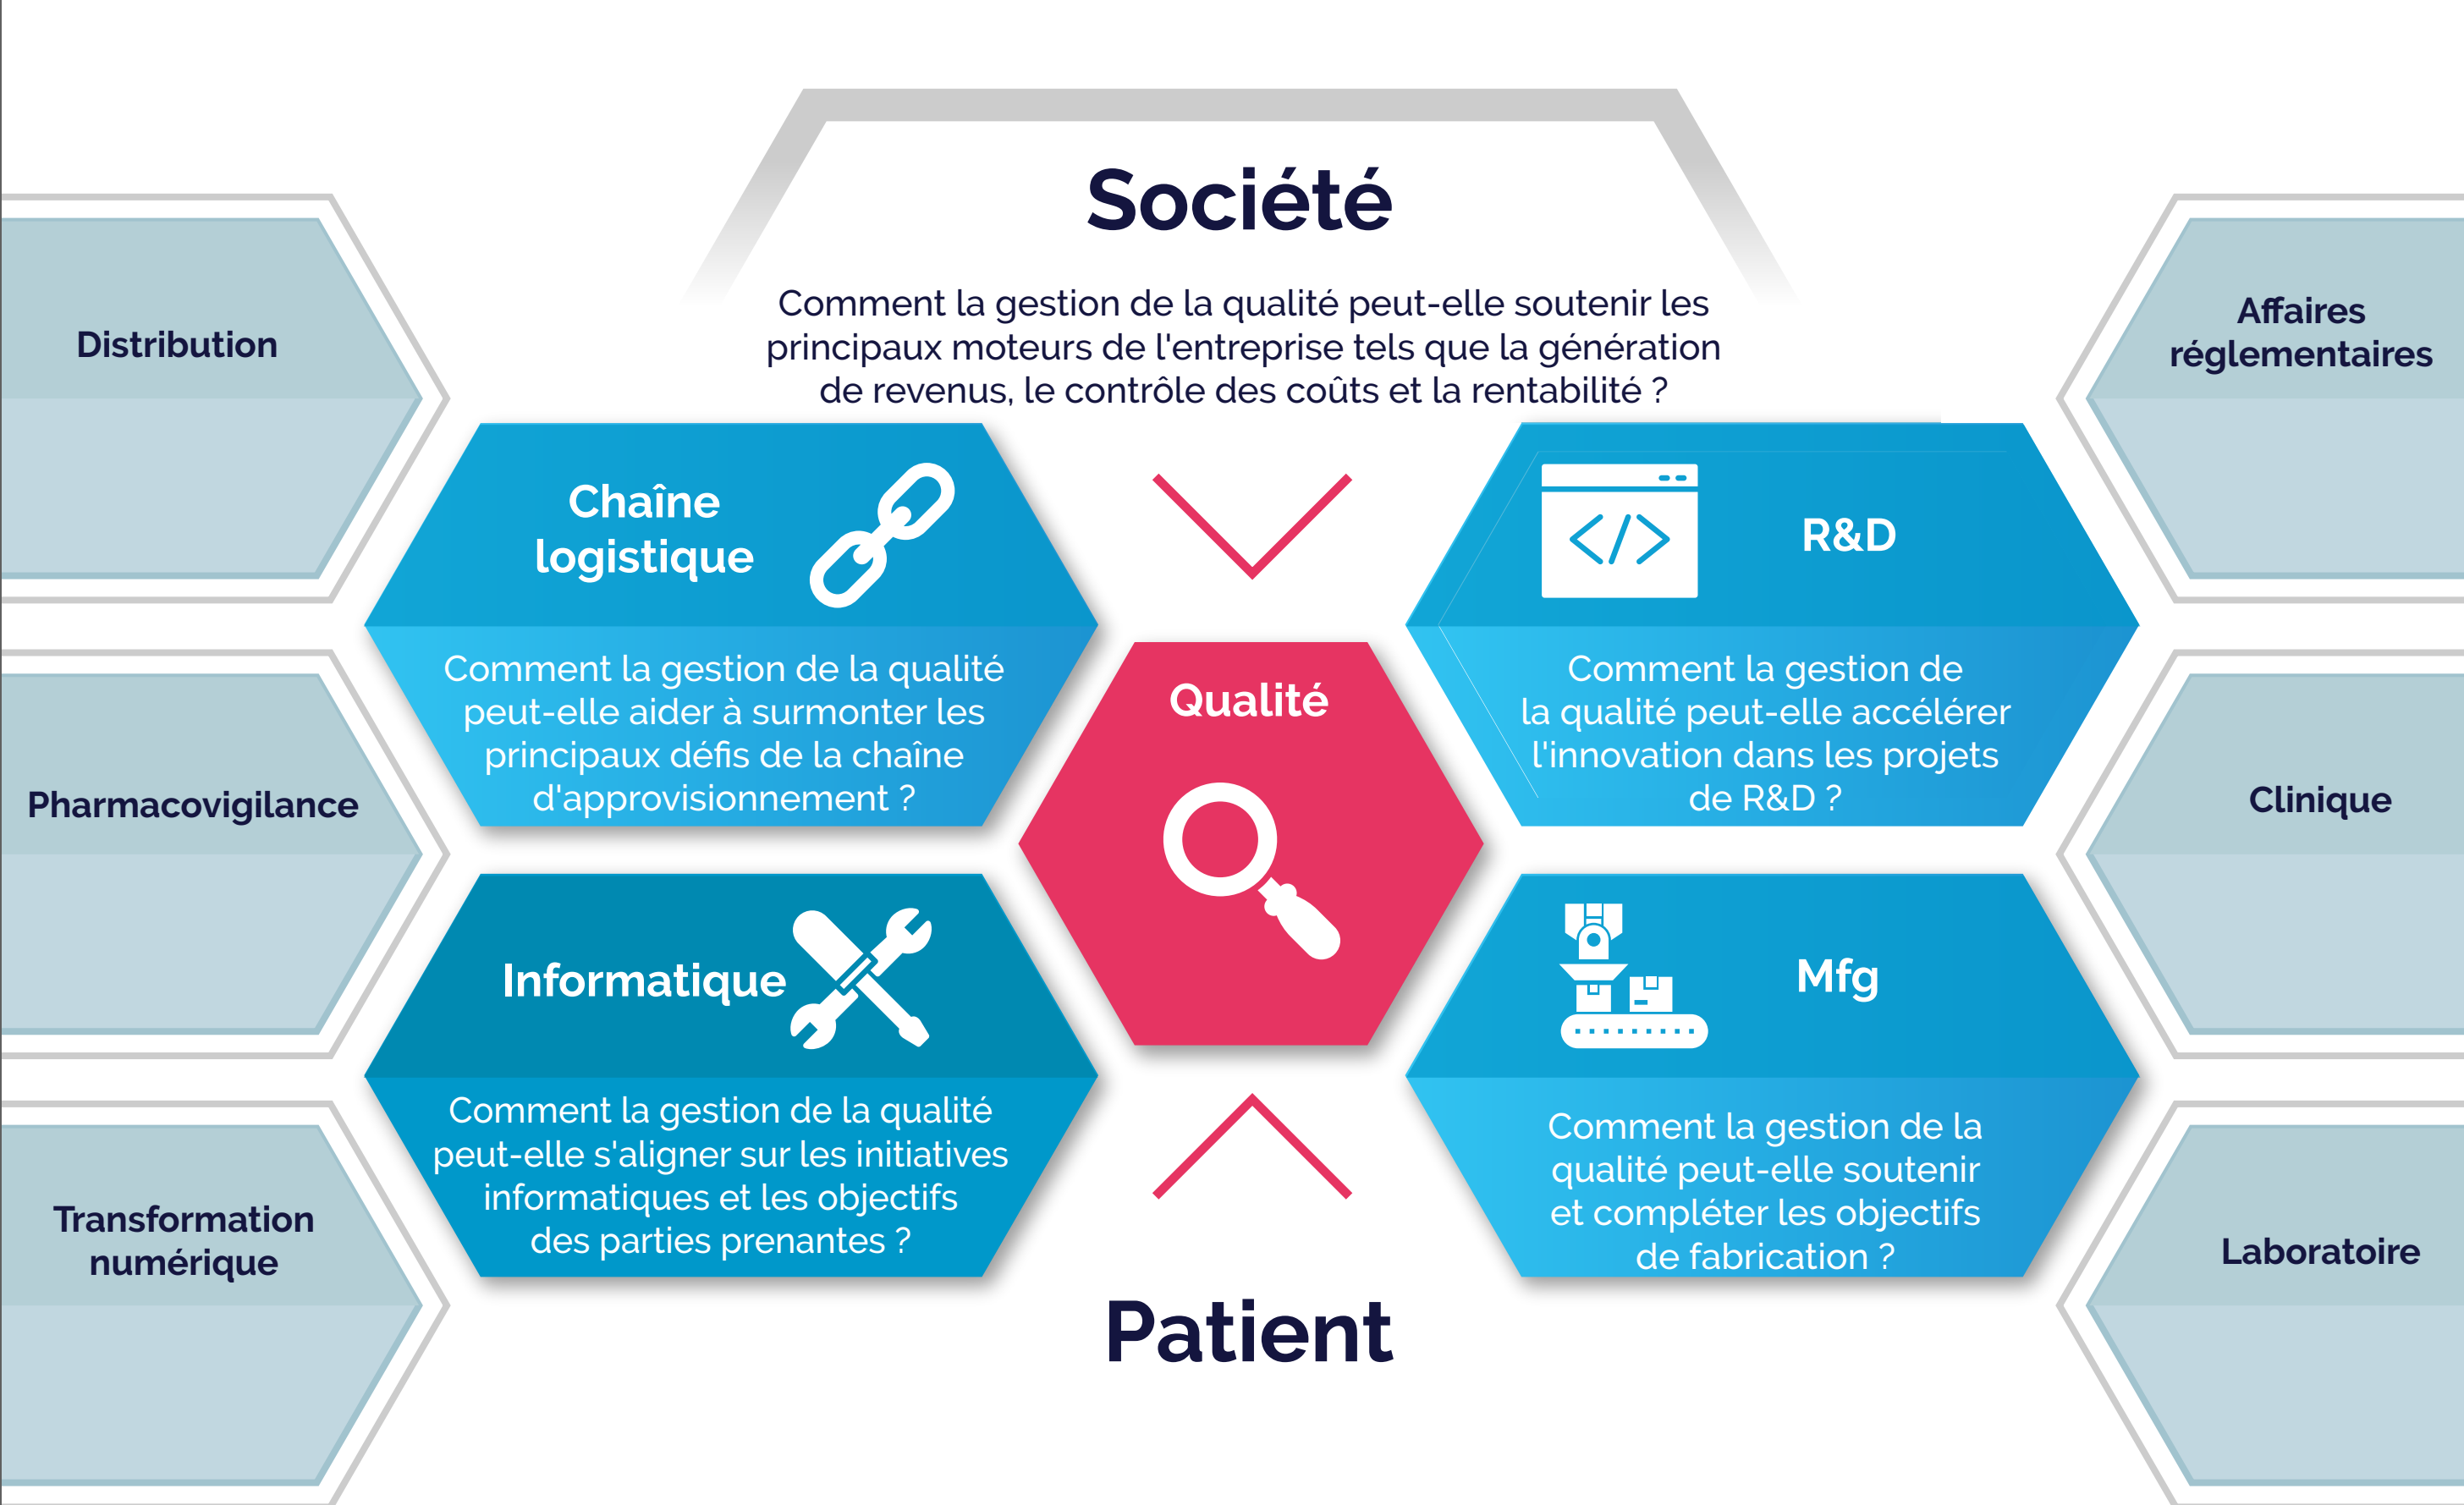 Société
Comment la gestion de la qualité peut-elle soutenir les
principaux moteurs de l'entreprise tels que la génération
de revenus, le contrôle des coûts et la rentabilité ?
Distribution
Pharmacovigilance
Transformation
numérique
Chaîne
logistique
Comment la gestion de la qualité
peut-elle aider à surmonter les
principaux défis de la chaîne
d'approvisionnement ?
Informatique
Comment la gestion de la qualité
peut-elle s'aligner sur les initiatives
informatiques et les objectifs
des parties prenantes ?
Qualité
R&D
Comment la gestion de
la qualité peut-elle accélérer
l'innovation dans les projets
de R&D ?
Mfg
Comment la gestion de la
qualité peut-elle soutenir
et compléter les objectifs
de fabrication ?
Affaires
réglementaires
Clinique
Laboratoire
Patient